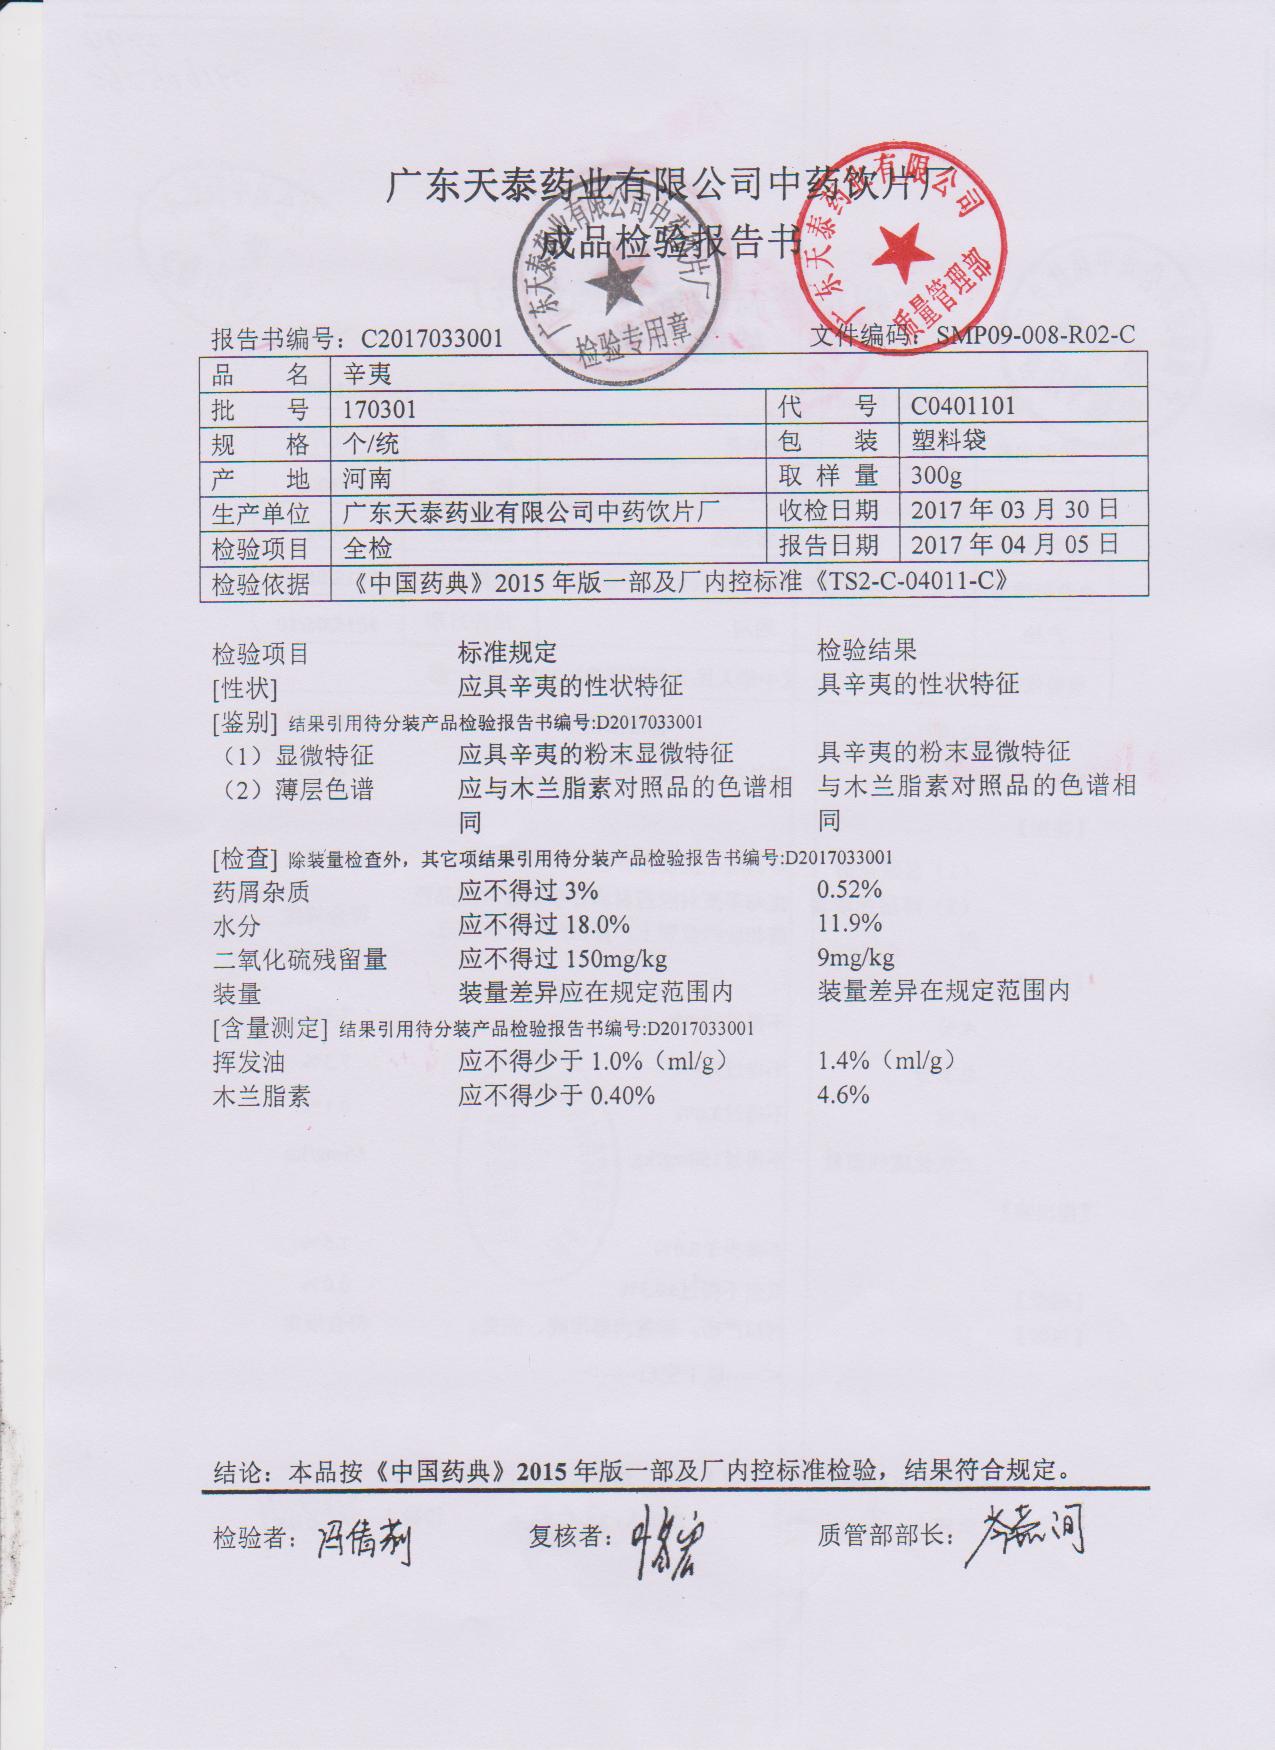 广东天泰药业有限公司中药饮片厂
成品检验报告书
广东天泰药业有限公司中药饮片厂
检验专用章
广东天泰药业有限公司
质量管理部
报告书编号：C2017033001 文件编码：SMP09-008-R02-C
品名 辛夷
批号 170301 代号 C0401101
规格 个/统 包装 塑料袋
产地 河南 取样量 300g
生产单位 广东天泰药业有限公司中药饮片厂 收检日期 2017年03月30日
检验项目 全检 报告日期 2017年04月05日
检验依据 《中国药典》2015年版一部及厂内控标准《TS2-C-04011-C》
检验项目 标准规定 检验结果
[性状] 应具辛夷的性状特征 具辛夷的性状特征
[鉴别] 结果引用待分装产品检验报告书编号:D2017033001
（1）显微特征 应具辛夷的粉末显微特征 具辛夷的粉末显微特征
（2）薄层色谱 应与木兰脂素对照品的色谱相 与木兰脂素对照品的色谱相
同 同
[检查] 除装量检查外，其它项结果引用待分装产品检验报告书编号:D2017033001
药屑杂质 应不得过3% 0.52%
水分 应不得过18.0% 11.9%
二氧化硫残留量 应不得过150mg/kg 9mg/kg
装量 装量差异应在规定范围内 装量差异在规定范围内
[含量测定] 结果引用待分装产品检验报告书编号:D2017033001
挥发油 应不得少于1.0%（ml/g） 1.4%（ml/g）
木兰脂素 应不得少于0.40% 4.6%
结论：本品按《中国药典》2015年版一部及厂内控标准检验，结果符合规定。
检验者：冯倩莉 复核者： 质管部部长：